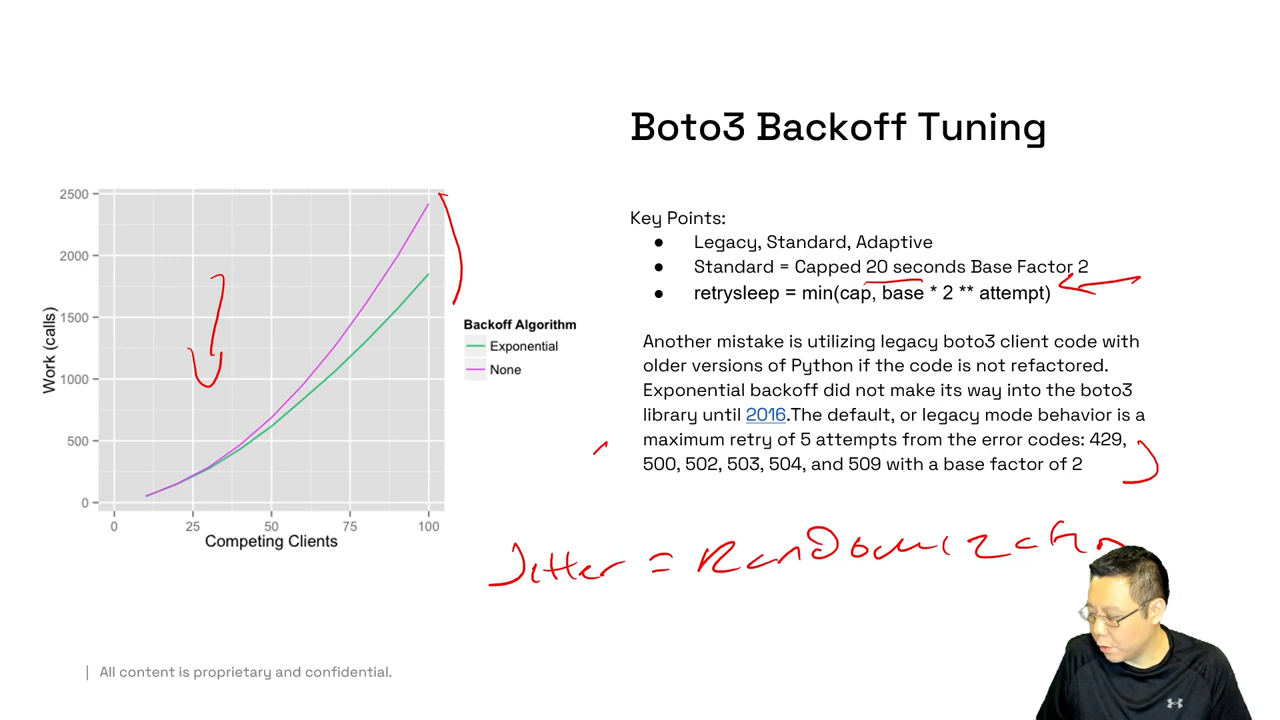 Boto3 Backoff Tuning
Key Points:
● Legacy, Standard, Adaptive
● Standard = Capped 20 seconds Base Factor 2
● retrysleep = min(cap, base * 2 ** attempt)
Another mistake is utilizing legacy boto3 client code with
older versions of Python if the code is not refactored.
Exponential backoff did not make its way into the boto3
library until 2016.The default, or legacy mode behavior is a
maximum retry of 5 attempts from the error codes: 429,
500, 502, 503, 504, and 509 with a base factor of 2
2500
2000
1500
1000
500
0
Work (calls)
0 25 50 75 100
Competing Clients
Backoff Algorithm
Exponential
None
Jitter = Randomization
| All content is proprietary and confidential.